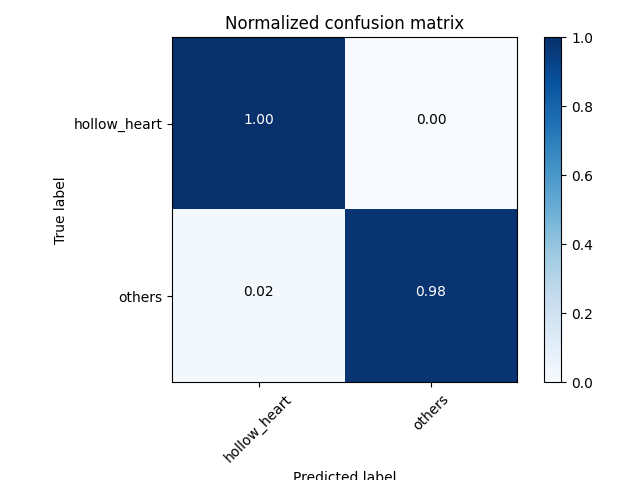 Normalized confusion matrix
True label
hollow_heart
others
1.00
0.00
0.02
0.98
hollow_heart
others
Predicted label
1.0
0.8
0.6
0.4
0.2
0.0